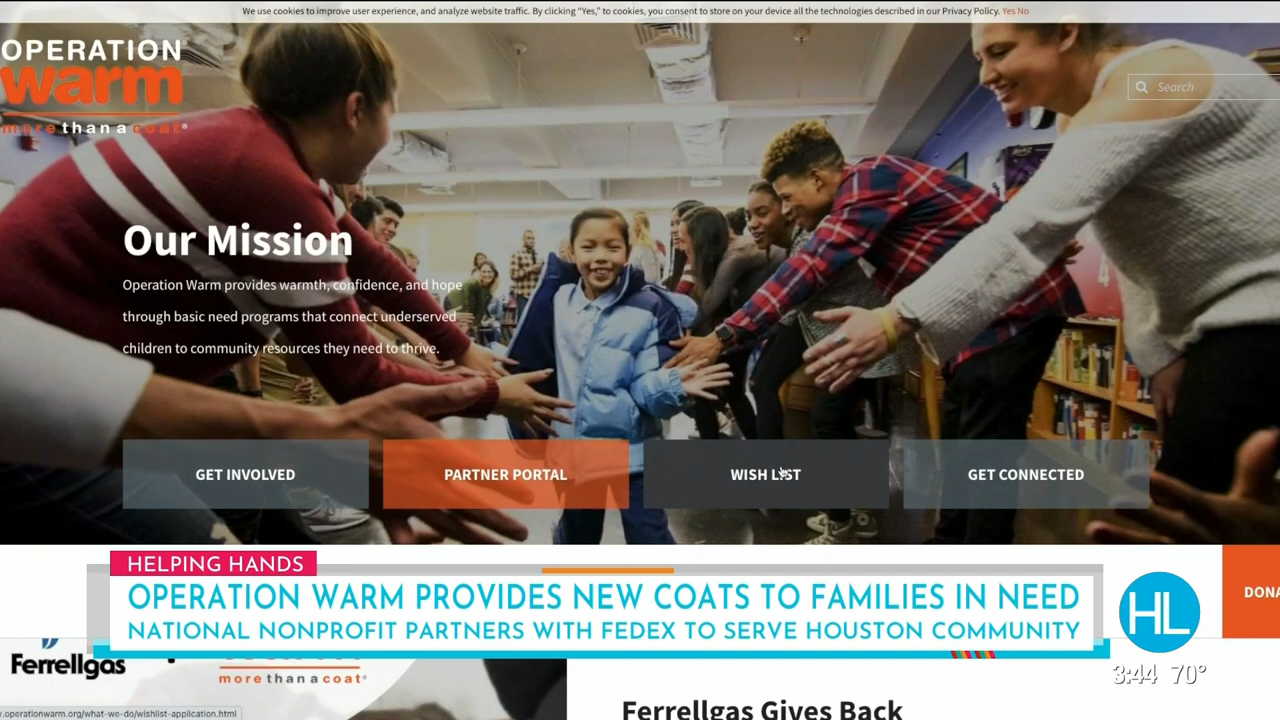 We use cookies to improve user experience, and analyze website traffic. By clicking "Yes," to cookies, you consent to store on your device all the technologies described in our Privacy Policy. Yes No
OPERATION
warm
more than a coat®
Search
Our Mission
Operation Warm provides warmth, confidence, and hope
through basic need programs that connect underserved
children to community resources they need to thrive.
GET INVOLVED
PARTNER PORTAL
WISH LIST
GET CONNECTED
HELPING HANDS
OPERATION WARM PROVIDES NEW COATS TO FAMILIES IN NEED
NATIONAL NONPROFIT PARTNERS WITH FEDEX TO SERVE HOUSTON COMMUNITY
HL
DONA
3:44 70°
Ferrellgas
more than a coat®
.operationwarm.org/what-we-do/wishlist-application.html
Ferrellgas Gives Back